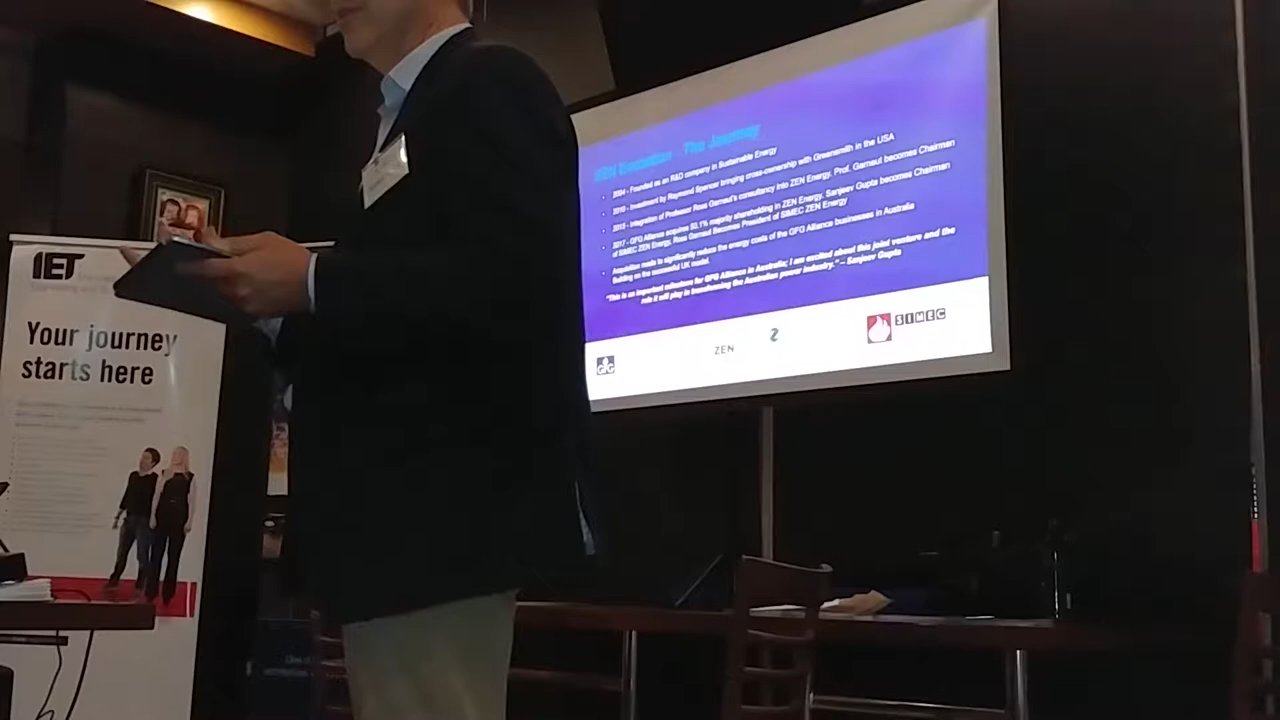 IET
Your journey
starts here
ZEN Evolution - The Journey
2004 - Founded as an R&D company in Sustainable Energy
2010 - Investment by Raymond Spencer bringing cross-ownership with Greensmith in the USA
2015 - Integration of Professor Ross Garnaut's consultancy into ZEN Energy. Prof. Garnaut becomes Chairman
2017 - GFG Alliance acquires 50.1% majority shareholding in ZEN Energy. Sanjeev Gupta becomes Chairman
of SIMEC ZEN Energy, Ross Garnaut Becomes President of SIMEC ZEN Energy
Acquisition made to significantly reduce the energy costs of the GFG Alliance businesses in Australia
Building on the successful UK model.
"This is an important milestone for GFG Alliance in Australia; I am excited about this joint venture and the
role it will play in transforming the Australian power industry." – Sanjeev Gupta
GFG
ZEN
SIMEC